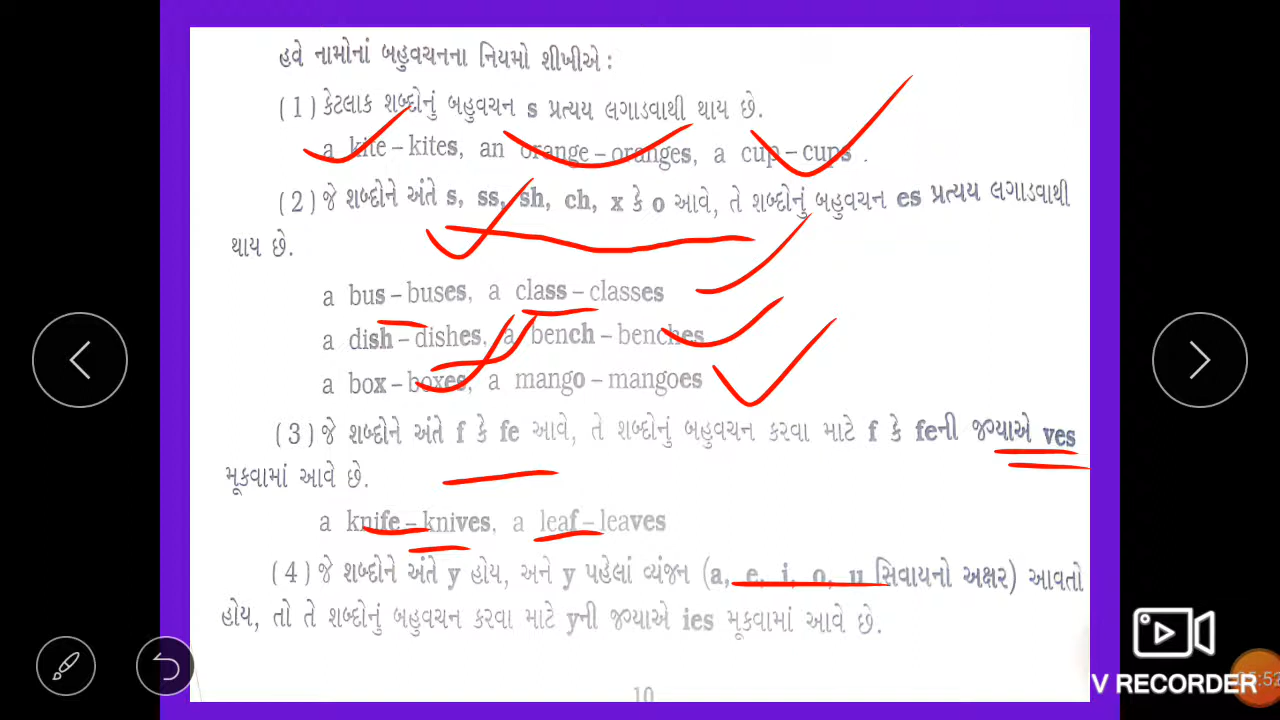 હવે નામોનાં બહુવચનના નિયમો શીખીએ :
(1) કેટલાક શબ્દોનું બહુવચન s પ્રત્યય લગાડવાથી થાય છે.
a kite – kites, an orange – oranges, a cup – cups .
(2) જે શબ્દોને અંતે s, ss, sh, ch, x કે o આવે, તે શબ્દોનું બહુવચન es પ્રત્યય લગાડવાથી
થાય છે.
a bus – buses, a class – classes
a dish – dishes, a bench – benches
a box – boxes, a mango – mangoes
(3) જે શબ્દોને અંતે f કે fe આવે, તે શબ્દોનું બહુવચન કરવા માટે f કે feની જગ્યાએ ves
મૂકવામાં આવે છે.
a knife – knives, a leaf – leaves
(4) જે શબ્દોને અંતે y હોય, અને y પહેલાં વ્યંજન (a, e, i, o, u સિવાયનો અક્ષર) આવતો
હોય, તો તે શબ્દોનું બહુવચન કરવા માટે yની જગ્યાએ ies મૂકવામાં આવે છે.
10
V RECORDER